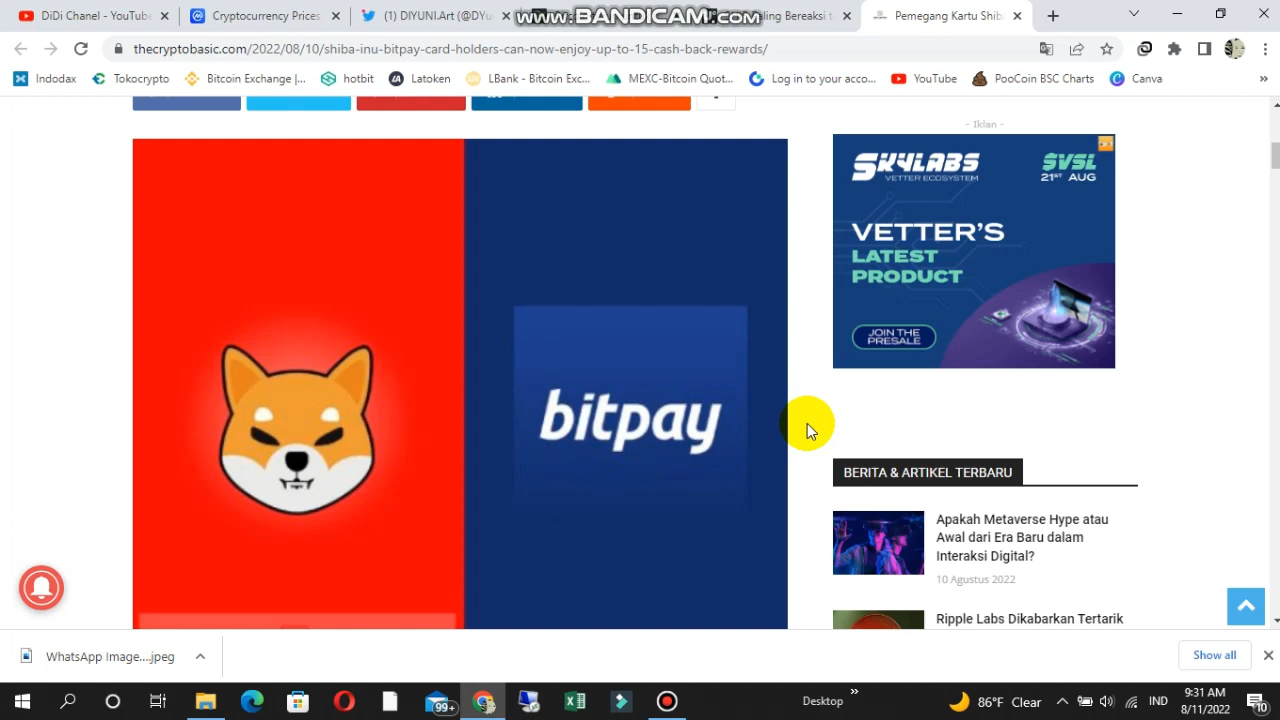 DiDi Chanel - YouTube
Cryptocurrency Prices
(1) DIYUNIArt (@DYu
www.BANDICAM.com
ling Bereaksi t
Pemegang Kartu Shib
thecryptobasic.com/2022/08/10/shiba-inu-bitpay-card-holders-can-now-enjoy-up-to-15-cash-back-rewards/
Indodax
Tokocrypto
Bitcoin Exchange |...
hotbit
Latoken
LBank - Bitcoin Exc...
MEXC-Bitcoin Quot...
Log in to your acco...
YouTube
PooCoin BSC Charts
Canva
»
- Iklan -
SKYLABS
VETTER ECOSYSTEM
SVSL
21ST AUG
VETTER'S
LATEST
PRODUCT
JOIN THE
PRESALE
bitpay
BERITA & ARTIKEL TERBARU
Apakah Metaverse Hype atau
Awal dari Era Baru dalam
Interaksi Digital?
10 Agustus 2022
Ripple Labs Dikabarkan Tertarik
WhatsApp Image....jpeg
Show all
99+
Desktop
»
86°F Clear
IND
9:31 AM
8/11/2022
10